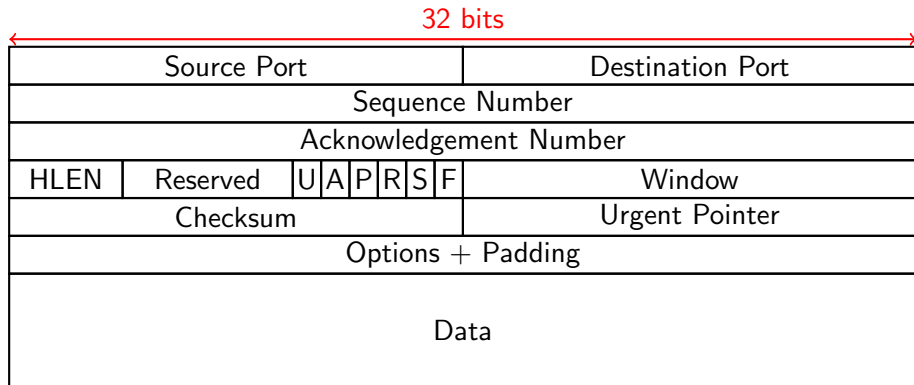 32 bits
Source Port Destination Port
Sequence Number
Acknowledgement Number
HLEN Reserved U A P R S F Window
Checksum Urgent Pointer
Options + Padding
Data